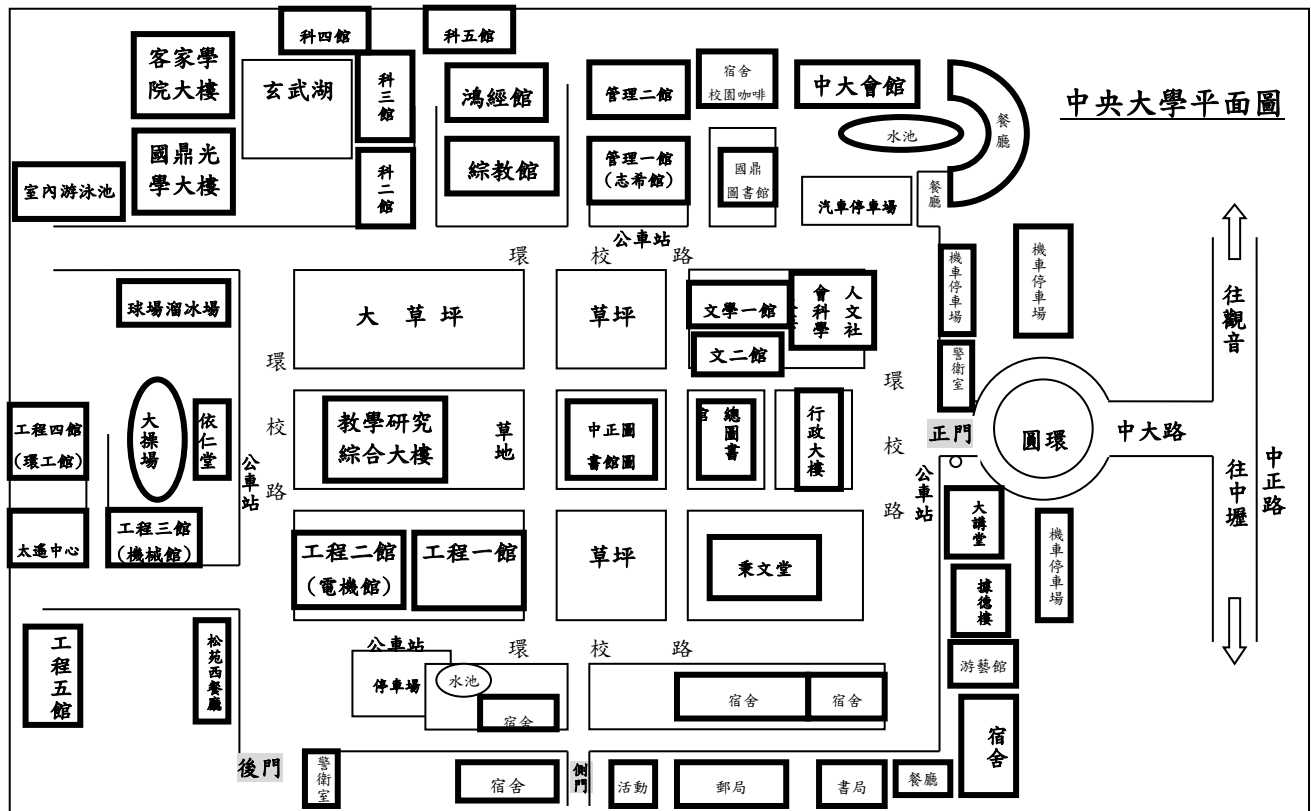 中央大學平面圖
科四館
科五館
客家學
院大樓
玄武湖
科三館
鴻經館
管理二館
宿舍
校園咖啡
中大會館
水池
餐廳
國鼎光
學大樓
室內游泳池
科二館
綜教館
管理一館
(志希館)
國鼎
圖書館
汽車停車場
餐廳
公車站
環 校 路
機車停車場
機車停車場
往觀音
球場溜冰場
大 草 坪
草坪
文學一館
人文社
會科學
文二館
警衛室
環 校 路
環 校 路
工程四館
(環工館)
大操場
依仁堂
公車站
教學研究
綜合大樓
草地
中正圖
書館圖
總圖書
館
行政大樓
正門
圓環
中大路
公車站
往中壢
中正路
太遙中心
工程三館
(機械館)
工程二館
(電機館)
工程一館
草坪
秉文堂
大講堂
機車停車場
據德樓
公車站
環 校 路
工程五館
松苑西餐廳
停車場
水池
宿舍
宿舍
宿舍
游藝館
宿舍
後門
警衛室
宿舍
側門
活動
郵局
書局
餐廳